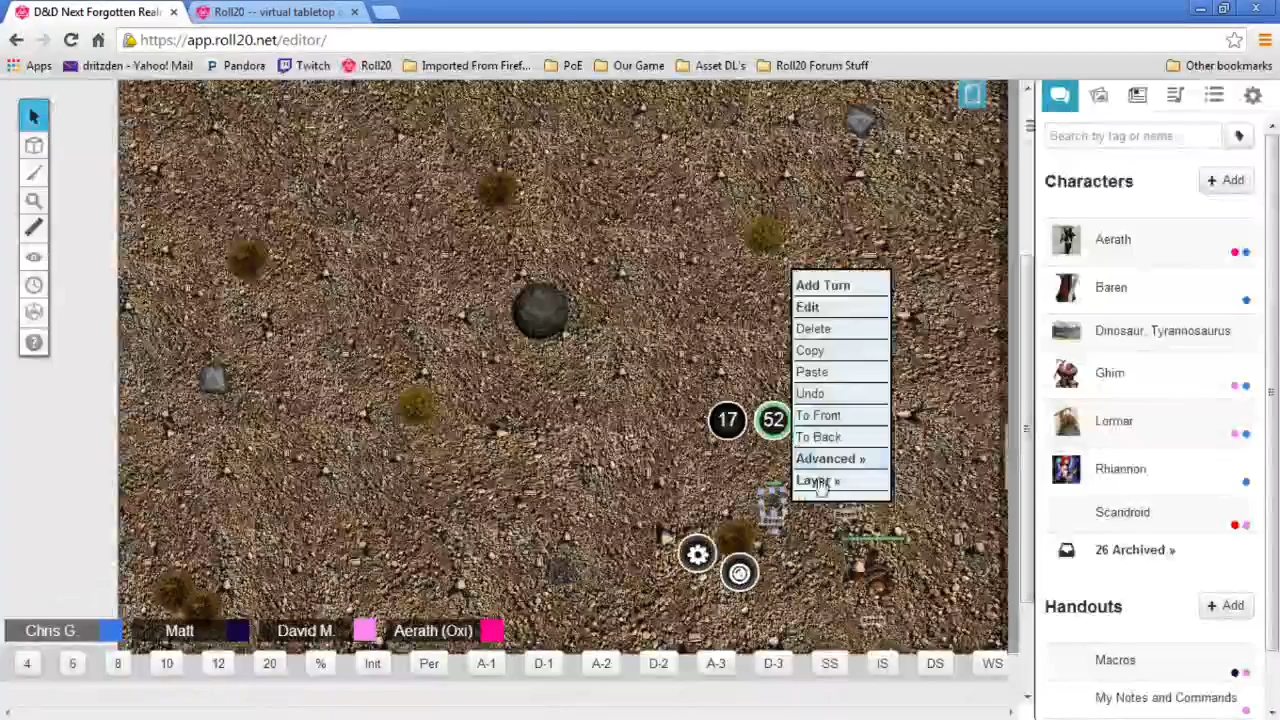 D&D Next Forgotten Real
Roll20 -- virtual tabletop o
https://app.roll20.net/editor/
Apps dritzden - Yahoo! Mail Pandora Twitch Roll20 Imported From Firef... PoE Our Game Asset DL's Roll20 Forum Stuff Other bookmarks
Search by tag or name...
Characters
+ Add
Aerath
Baren
Dinosaur, Tyrannosaurus
Ghim
Lormar
Rhiannon
Scandroid
26 Archived »
Handouts
+ Add
Macros
My Notes and Commands
Add Turn
Edit
Delete
Copy
Paste
Undo
To Front
To Back
Advanced »
Layer »
17 52
Chris G. Matt David M. Aerath (Oxi)
4 6 8 10 12 20 % Init Per A-1 D-1 A-2 D-2 A-3 D-3 SS IS DS WS